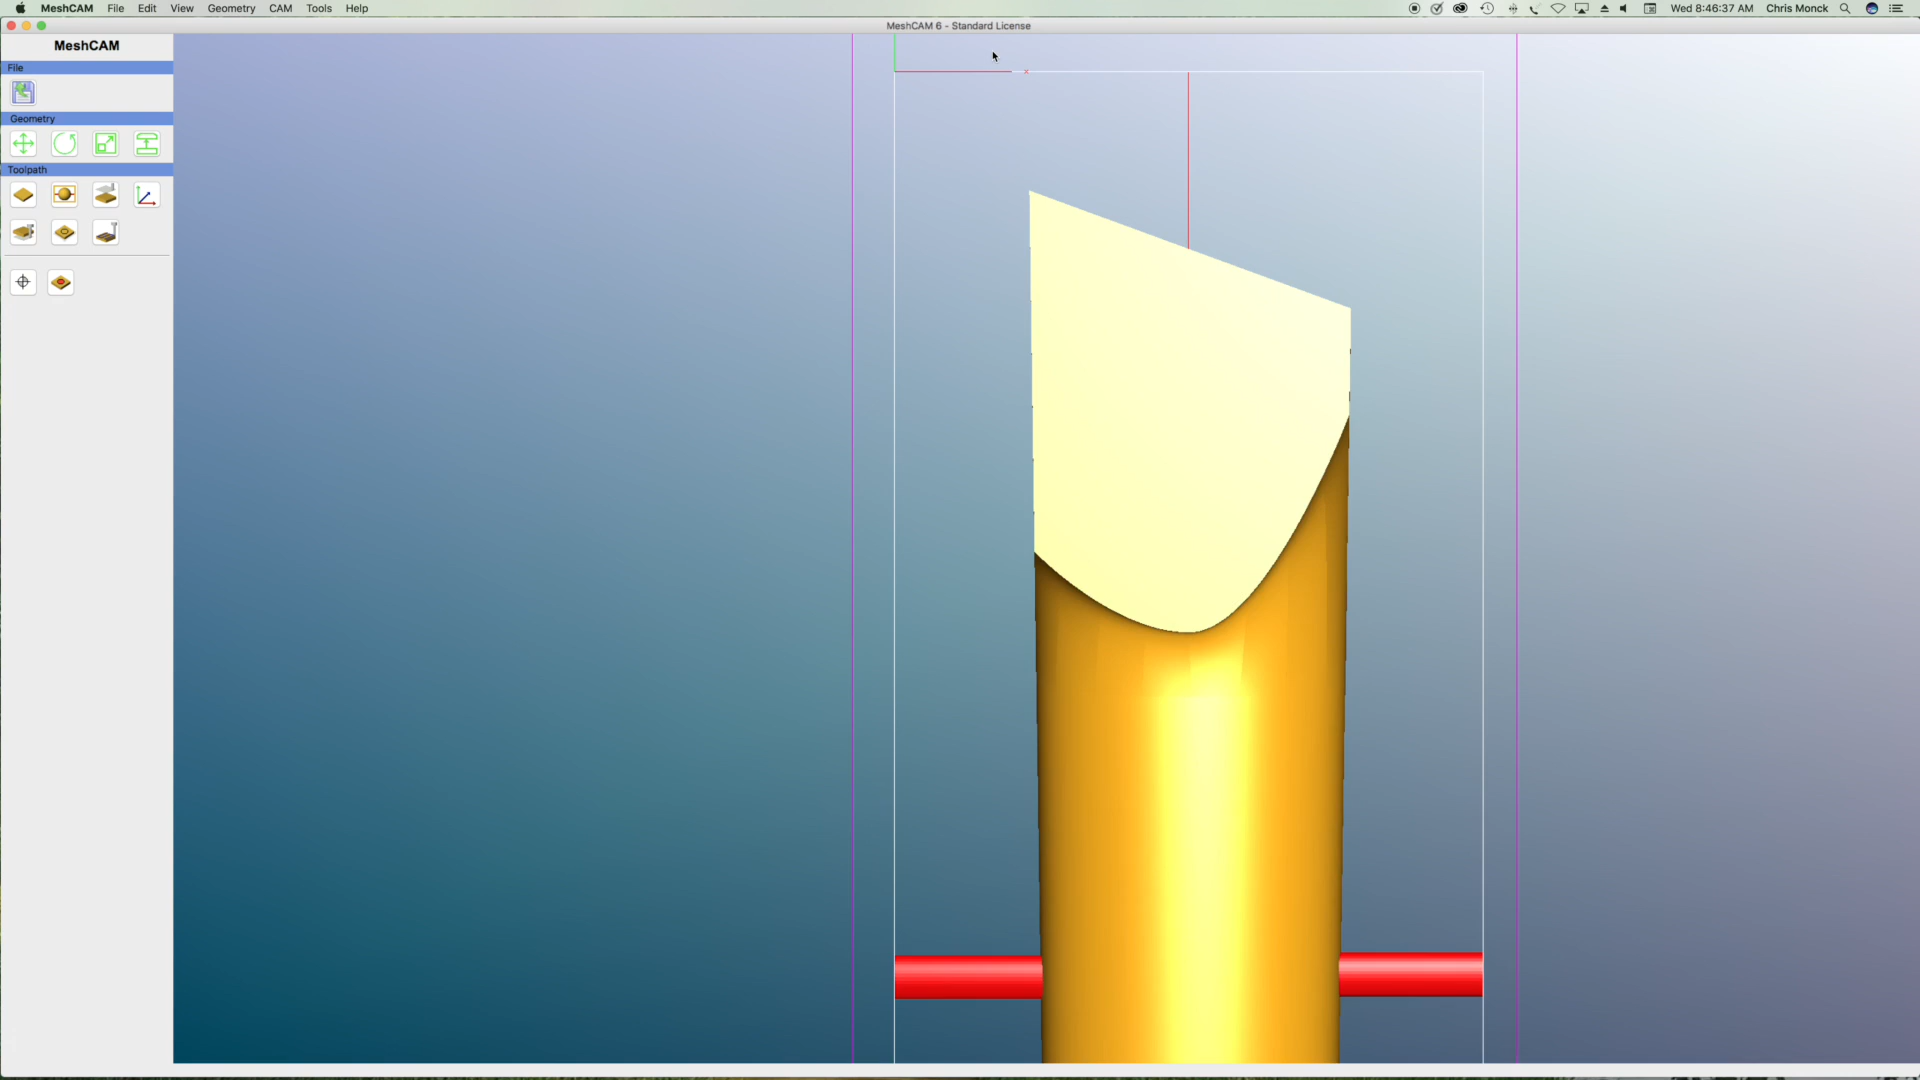 MeshCAM File Edit View Geometry CAM Tools Help Wed 8:46:37 AM Chris Monck
MeshCAM 6 - Standard License
MeshCAM
File
Geometry
Toolpath
x